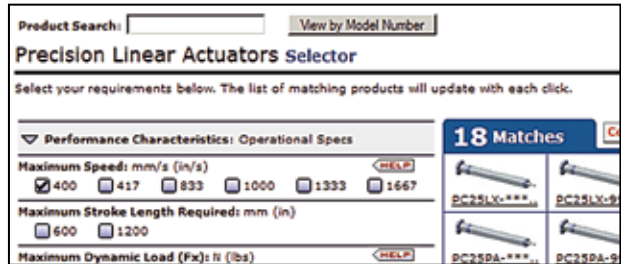 Product Search: View by Model Number
Precision Linear Actuators Selector
Select your requirements below. The list of matching products will update with each click.
Performance Characteristics: Operational Specs
Maximum Speed: mm/s (in/s) HELP
400 417 833 1000 1333 1667
Maximum Stroke Length Required: mm (in)
600 1200
Maximum Dynamic Load (Fx): N (lbs) HELP
18 Matches
PC25LX-***..
PC25PA-***..